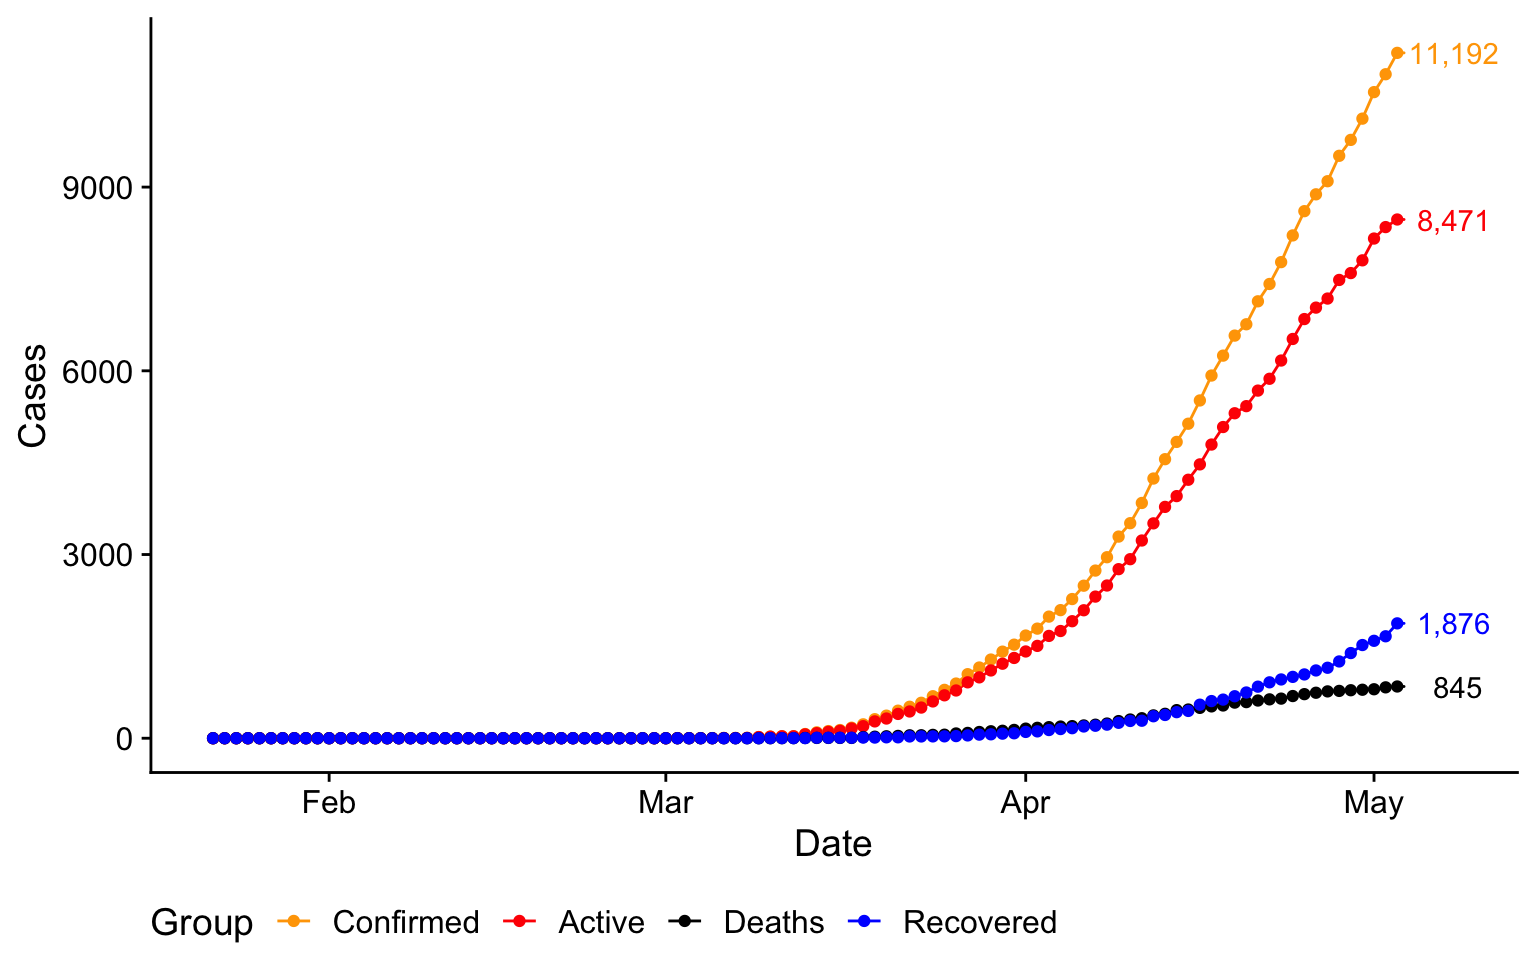 11,192
9000
8,471
6000
Cases
3000
1,876
845
0
Feb Mar Apr May
Date
Group Confirmed Active Deaths Recovered